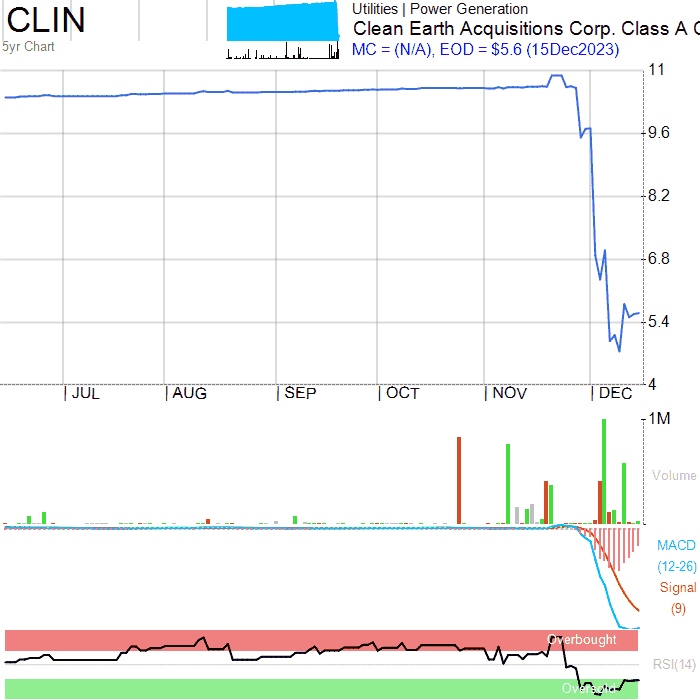 CLIN
5yr Chart
Utilities | Power Generation
Clean Earth Acquisitions Corp. Class A C
MC = (N/A), EOD = $5.6 (15Dec2023)
11
9.6
8.2
6.8
5.4
4
JUL AUG SEP OCT NOV DEC
1M
Volume
MACD
(12-26)
Signal
(9)
Overbought
RSI(14)
Oversold